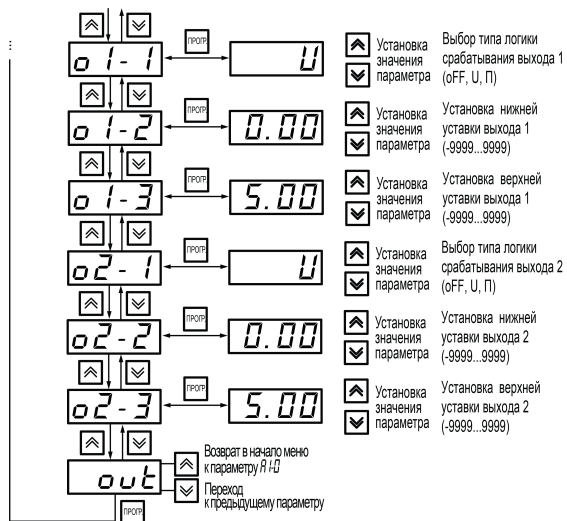 ⋮
o 1-1 ПРОГР. U Установка значения параметра Выбор типа логики срабатывания выхода 1 (oFF, U, П)
o 1-2 ПРОГР. 0.00 Установка значения параметра Установка нижней уставки выхода 1 (-9999...9999)
o 1-3 ПРОГР. 5.00 Установка значения параметра Установка верхней уставки выхода 1 (-9999...9999)
o2-1 ПРОГР. U Установка значения параметра Выбор типа логики срабатывания выхода 2 (oFF, U, П)
o2-2 ПРОГР. 0.00 Установка значения параметра Установка нижней уставки выхода 2 (-9999...9999)
o2-3 ПРОГР. 5.00 Установка значения параметра Установка верхней уставки выхода 2 (-9999...9999)
out
Возврат в начало меню
к параметру A1-0
Переход
к предыдущему параметру
ПРОГР.